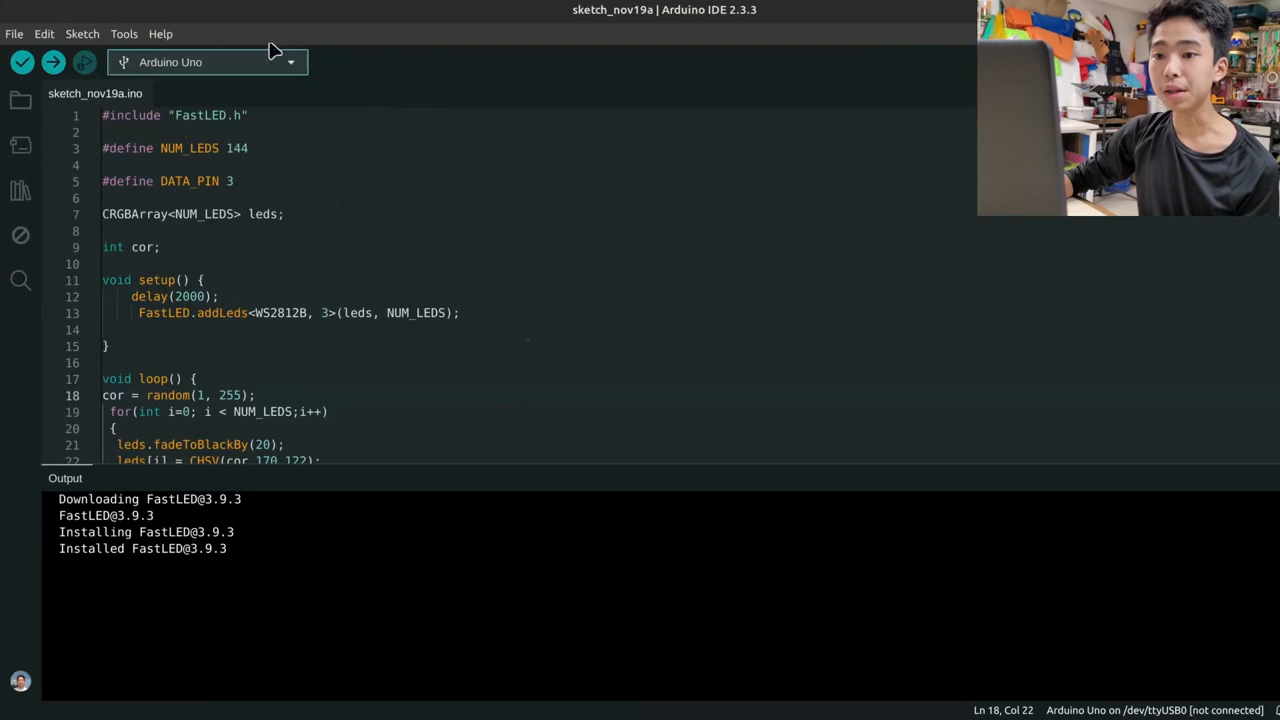 sketch_nov19a | Arduino IDE 2.3.3
File Edit Sketch Tools Help
Arduino Uno
sketch_nov19a.ino
1 #include "FastLED.h"
2
3 #define NUM_LEDS 144
4
5 #define DATA_PIN 3
6
7 CRGBArray<NUM_LEDS> leds;
8
9 int cor;
10
11 void setup() {
12 delay(2000);
13 FastLED.addLeds<WS2812B, 3>(leds, NUM_LEDS);
14
15 }
16
17 void loop() {
18 cor = random(1, 255);
19 for(int i=0; i < NUM_LEDS;i++)
20 {
21 leds.fadeToBlackBy(20);
22 leds[i] = CHSV(cor,170,122);
Output
Downloading FastLED@3.9.3
FastLED@3.9.3
Installing FastLED@3.9.3
Installed FastLED@3.9.3
Ln 18, Col 22 Arduino Uno on /dev/ttyUSB0 [not connected]